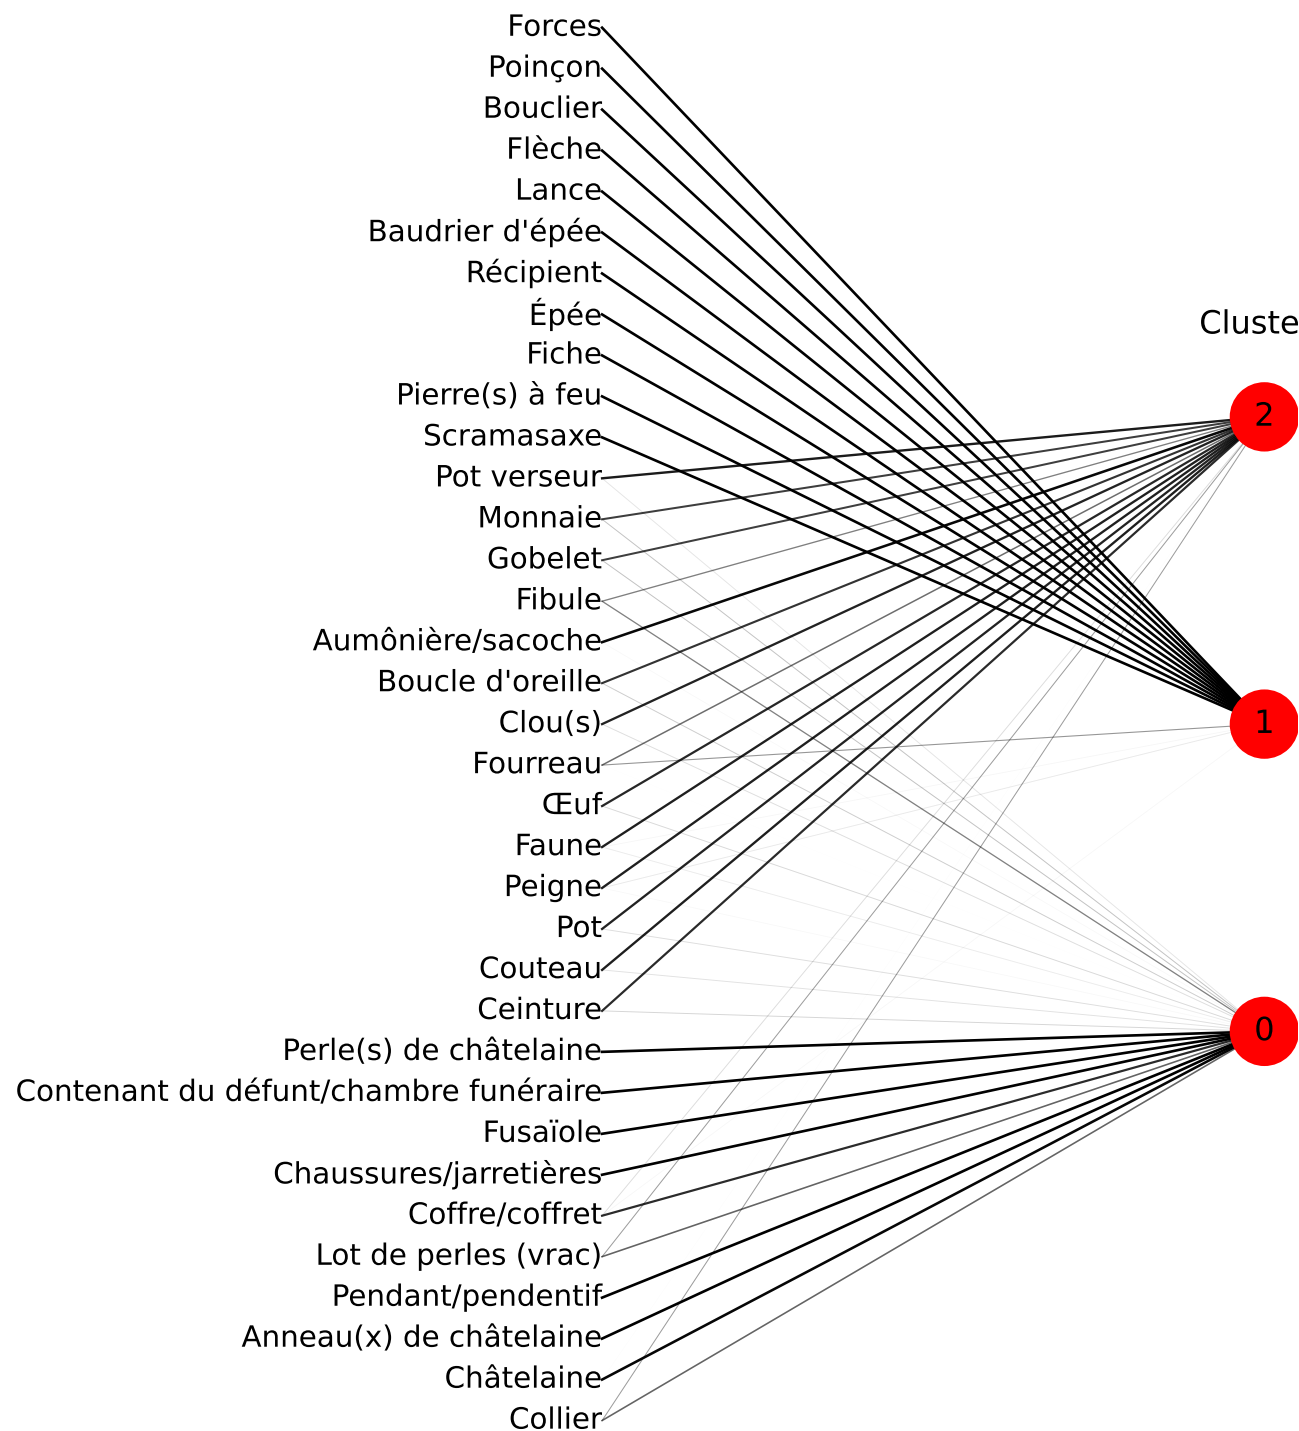 Forces
Poinçon
Bouclier
Flèche
Lance
Baudrier d'épée
Récipient
Épée
Cluste
Fiche
Pierre(s) à feu
2
Scramasaxe
Pot verseur
Monnaie
Gobelet
Fibule
Aumônière/sacoche
Boucle d'oreille
Clou(s)
1
Fourreau
Œuf
Faune
Peigne
Pot
Couteau
Ceinture
0
Perle(s) de châtelaine
Contenant du défunt/chambre funéraire
Fusaïole
Chaussures/jarretières
Coffre/coffret
Lot de perles (vrac)
Pendant/pendentif
Anneau(x) de châtelaine
Châtelaine
Collier